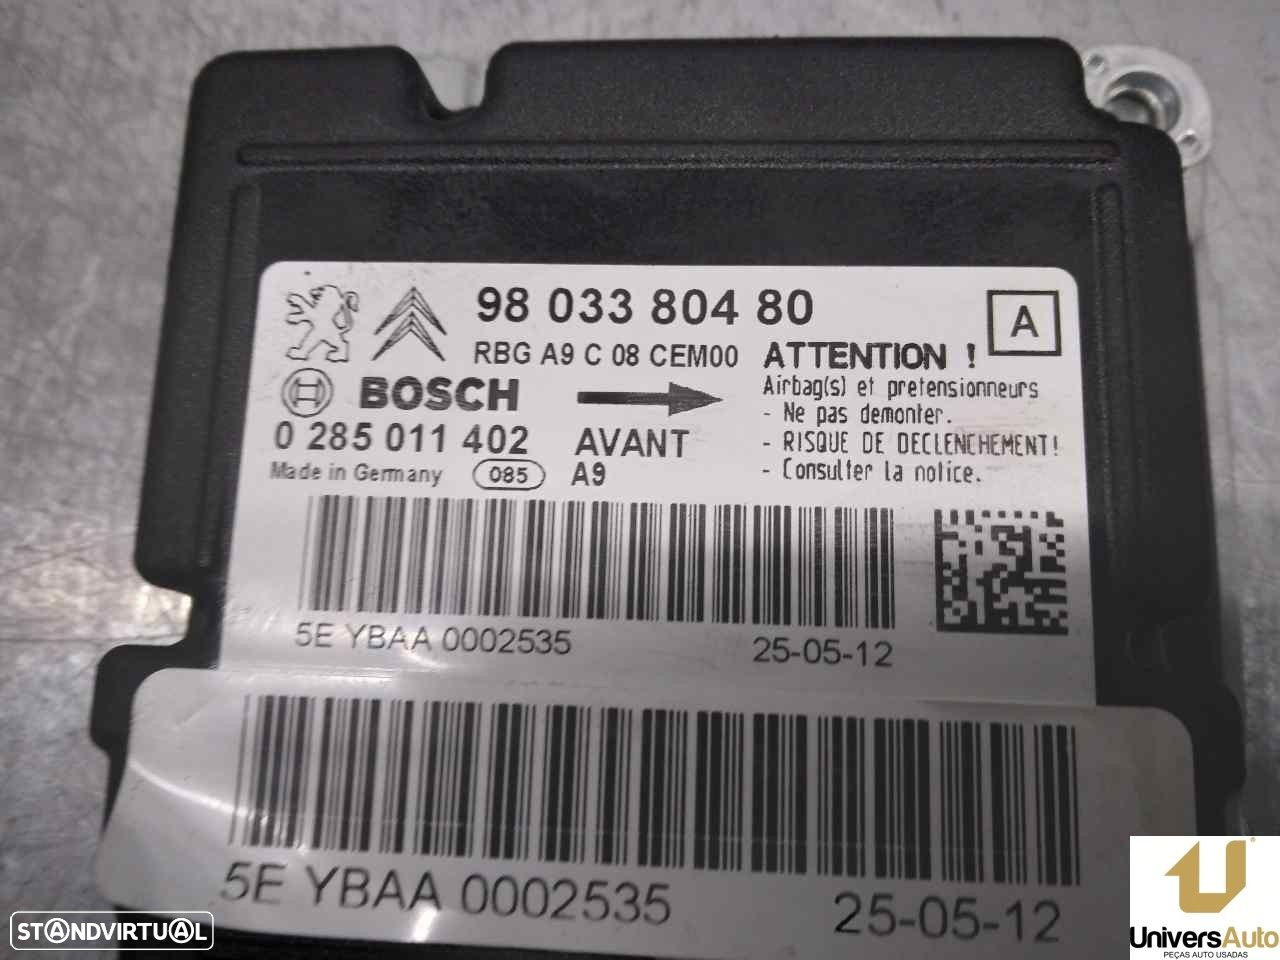 98 033 804 80
A
RBG A9 C 08 CEM00
ATTENTION !
BOSCH
Airbag(s) et pretensionneurs
- Ne pas demonter.
0 285 011 402
AVANT
- RISQUE DE DECLENCHEMENT!
Made in Germany
085
A9
- Consulter la notice.
5E YBAA 0002535
25-05-12
5E YBAA 0002535
25-05-12
STANDVIRTUAL
UniversAuto
PEÇAS AUTO USADAS